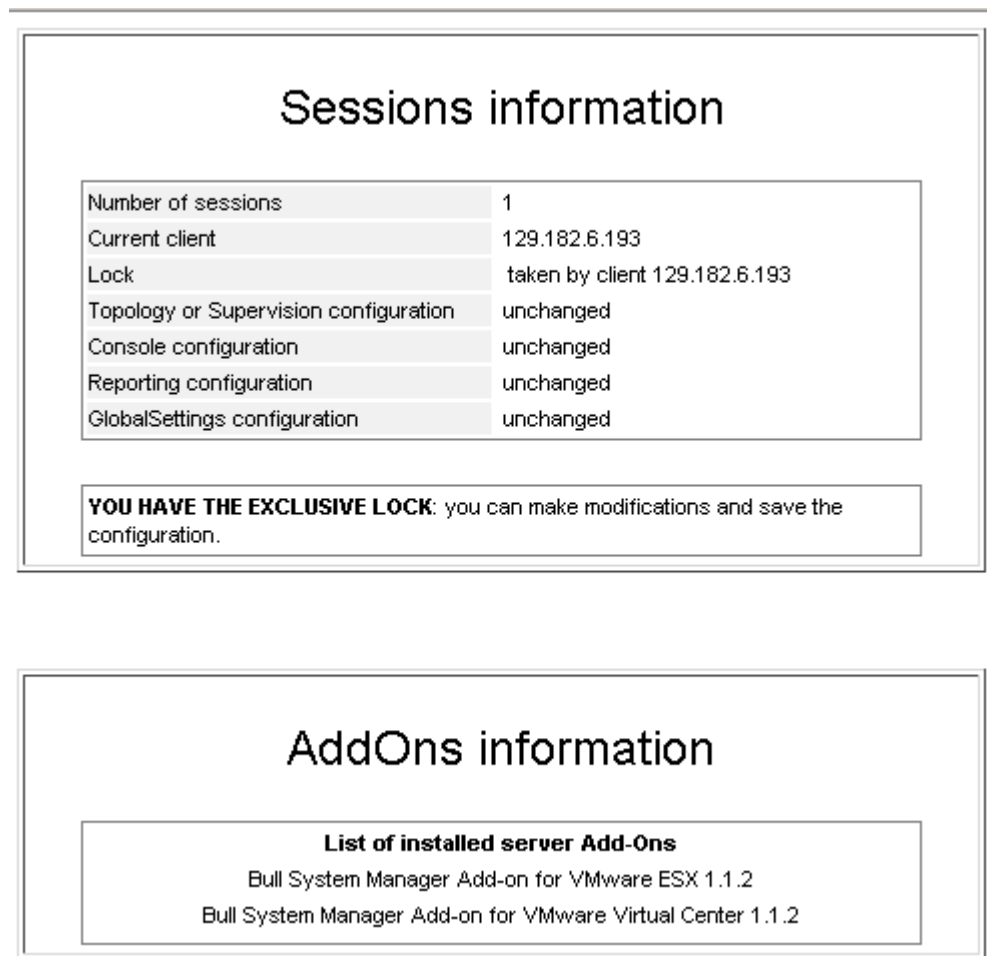 Sessions information
Number of sessions 1
Current client 129.182.6.193
Lock taken by client 129.182.6.193
Topology or Supervision configuration unchanged
Console configuration unchanged
Reporting configuration unchanged
GlobalSettings configuration unchanged
YOU HAVE THE EXCLUSIVE LOCK: you can make modifications and save the
configuration.
AddOns information
List of installed server Add-Ons
Bull System Manager Add-on for VMware ESX 1.1.2
Bull System Manager Add-on for VMware Virtual Center 1.1.2